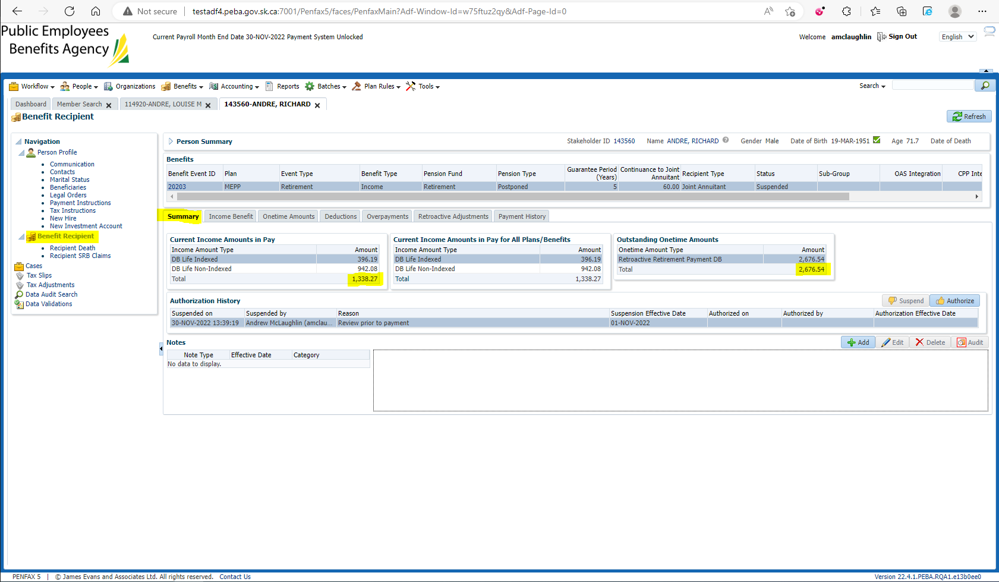 Not secure | testadf4.peba.gov.sk.ca:7001/Penfax5/faces/PenfaxMain?Adf-Window-Id=w75ftuz2qy&Adf-Page-Id=0
Public Employees
Benefits Agency
Current Payroll Month End Date 30-NOV-2022 Payment System Unlocked
Welcome amclaughlin Sign Out English
Workflow People Organizations Benefits Accounting Reports Batches Plan Rules Tools Search
Dashboard Member Search 114920-ANDRE, LOUISE M 143560-ANDRE, RICHARD
Benefit Recipient
Refresh
Navigation
Person Profile
Communication
Contacts
Marital Status
Beneficiaries
Legal Orders
Payment Instructions
Tax Instructions
New Hire
New Investment Account
Benefit Recipient
Recipient Death
Recipient SRB Claims
Cases
Tax Slips
Tax Adjustments
Data Audit Search
Data Validations
Person Summary Stakeholder ID 143560 Name ANDRE, RICHARD Gender Male Date of Birth 19-MAR-1951 Age 71.7 Date of Death
Benefits
Benefit Event ID Plan Event Type Benefit Type Pension Fund Pension Type Guarantee Period (Years) Continuance to Joint Annuitant Recipient Type Status Sub-Group OAS Integration CPP Inte
20203 MEPP Retirement Income Retirement Postponed 5 60.00 Joint Annuitant Suspended
Summary Income Benefit Onetime Amounts Deductions Overpayments Retroactive Adjustments Payment History
Current Income Amounts in Pay
Income Amount Type Amount
DB Life Indexed 396.19
DB Life Non-Indexed 942.08
Total 1,338.27
Current Income Amounts in Pay for All Plans/Benefits
Income Amount Type Amount
DB Life Indexed 396.19
DB Life Non-Indexed 942.08
Total 1,338.27
Outstanding Onetime Amounts
Onetime Amount Type Amount
Retroactive Retirement Payment DB 2,676.54
Total 2,676.54
Authorization History
Suspend Authorize
Suspended on Suspended by Reason Suspension Effective Date Authorized on Authorized by Authorization Effective Date
30-NOV-2022 13:39:19 Andrew McLaughlin (amclau... Review prior to payment 01-NOV-2022
Notes
Add Edit Delete Audit
Note Type Effective Date Category
No data to display.
PENFAX 5 | © James Evans and Associates Ltd. All rights reserved. Contact Us
Version 22.4.1.PEBA.RQA1.e13b0ee0